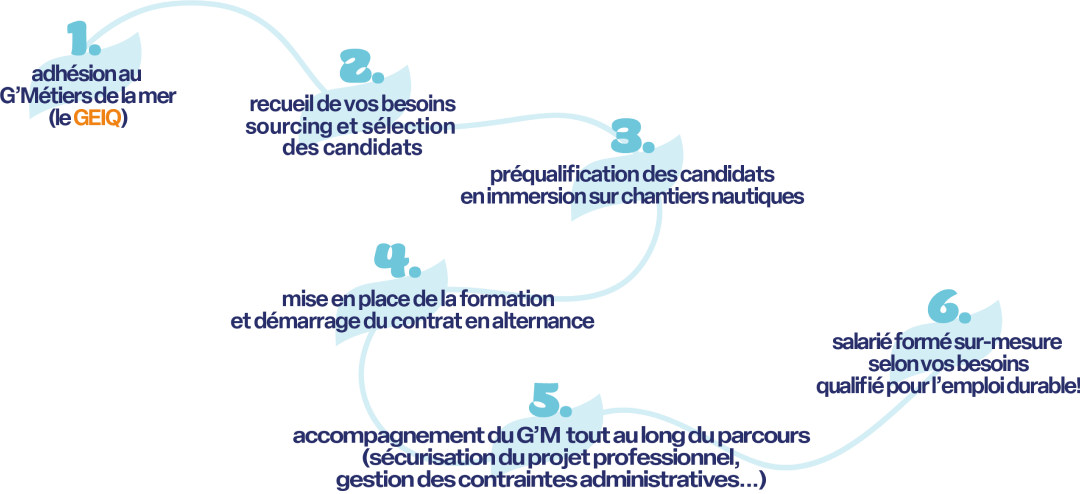 1.
adhésion au
G'Métiers de la mer
(le GEIQ)
2.
recueil de vos besoins
sourcing et sélection
des candidats
3.
préqualification des candidats
en immersion sur chantiers nautiques
4.
mise en place de la formation
et démarrage du contrat en alternance
5.
accompagnement du G'M tout au long du parcours
(sécurisation du projet professionnel,
gestion des contraintes administratives...)
6.
salarié formé sur-mesure
selon vos besoins
qualifié pour l'emploi durable!